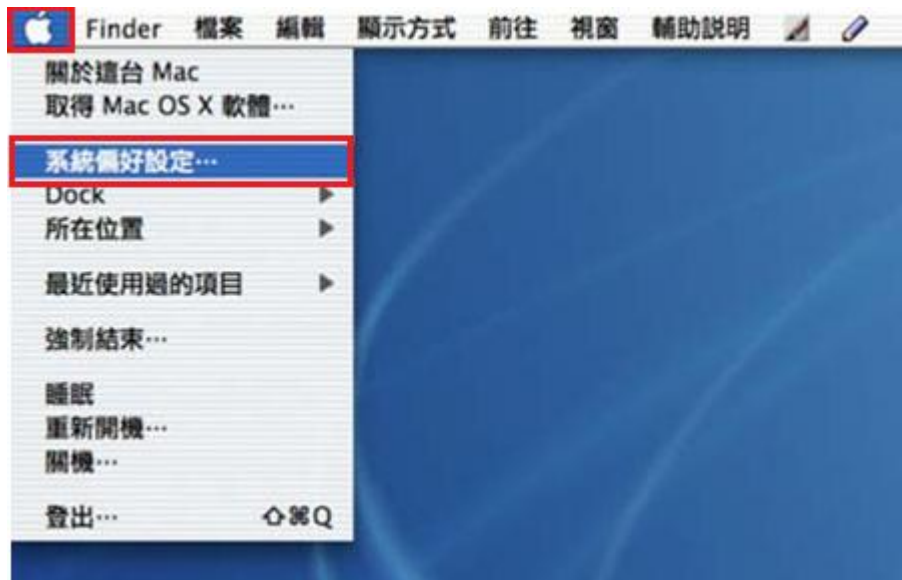 Finder 檔案 編輯 顯示方式 前往 視窗 輔助說明
關於這台 Mac
取得 Mac OS X 軟體⋯
系統偏好設定⋯
Dock
所在位置
最近使用過的項目
強制結束⋯
睡眠
重新開機⋯
關機⋯
登出⋯ ⇧⌘Q